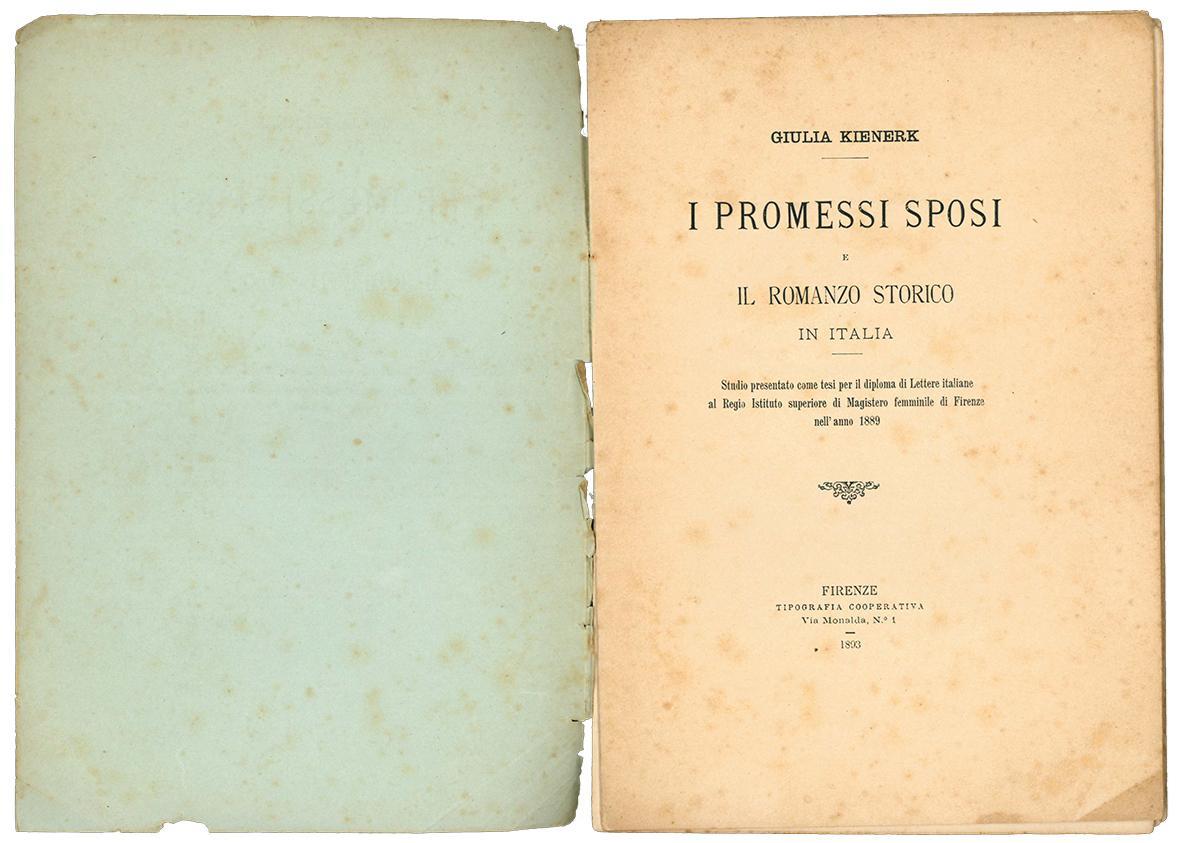 GIULIA KIENERK
I PROMESSI SPOSI
E
IL ROMANZO STORICO
IN ITALIA
Studio presentato come tesi per il diploma di Lettere italiane
al Regio Istituto superiore di Magistero femminile di Firenze
nell'anno 1889
FIRENZE
TIPOGRAFIA COOPERATIVA
Via Monalda, N.º 1
1893